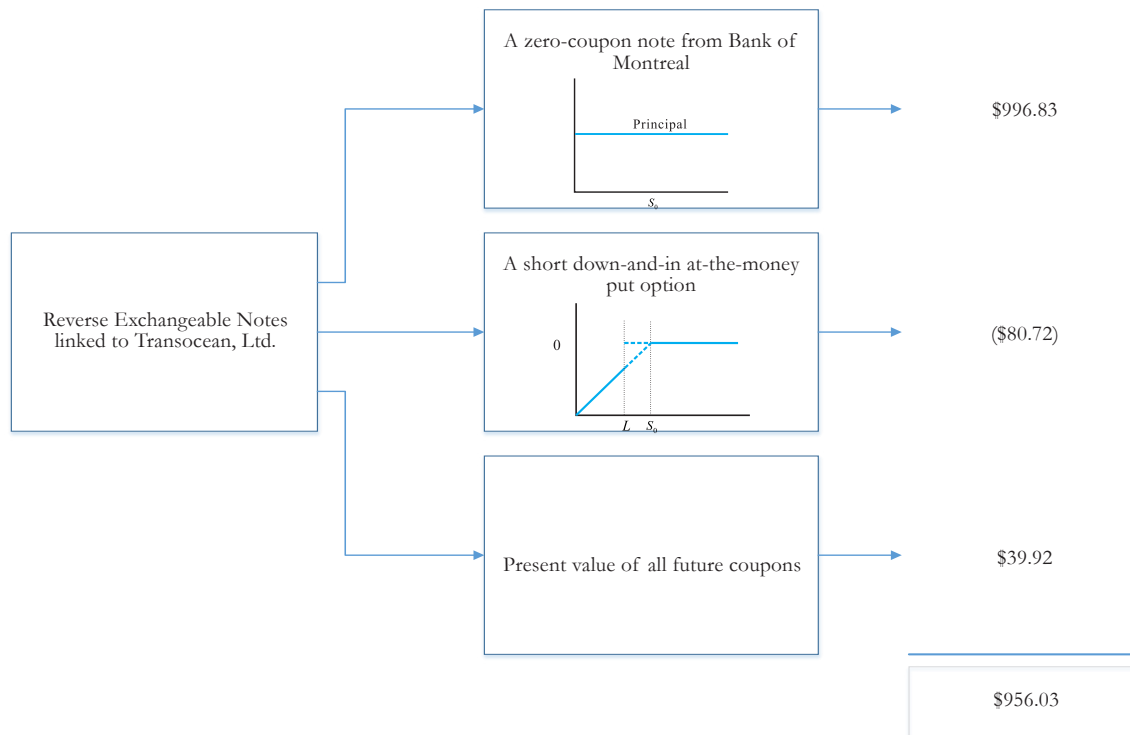 Reverse Exchangeable Notes
linked to Transocean, Ltd.
A zero-coupon note from Bank of
Montreal
Principal
S₀
$996.83
A short down-and-in at-the-money
put option
0
L S₀
($80.72)
Present value of all future coupons
$39.92
$956.03